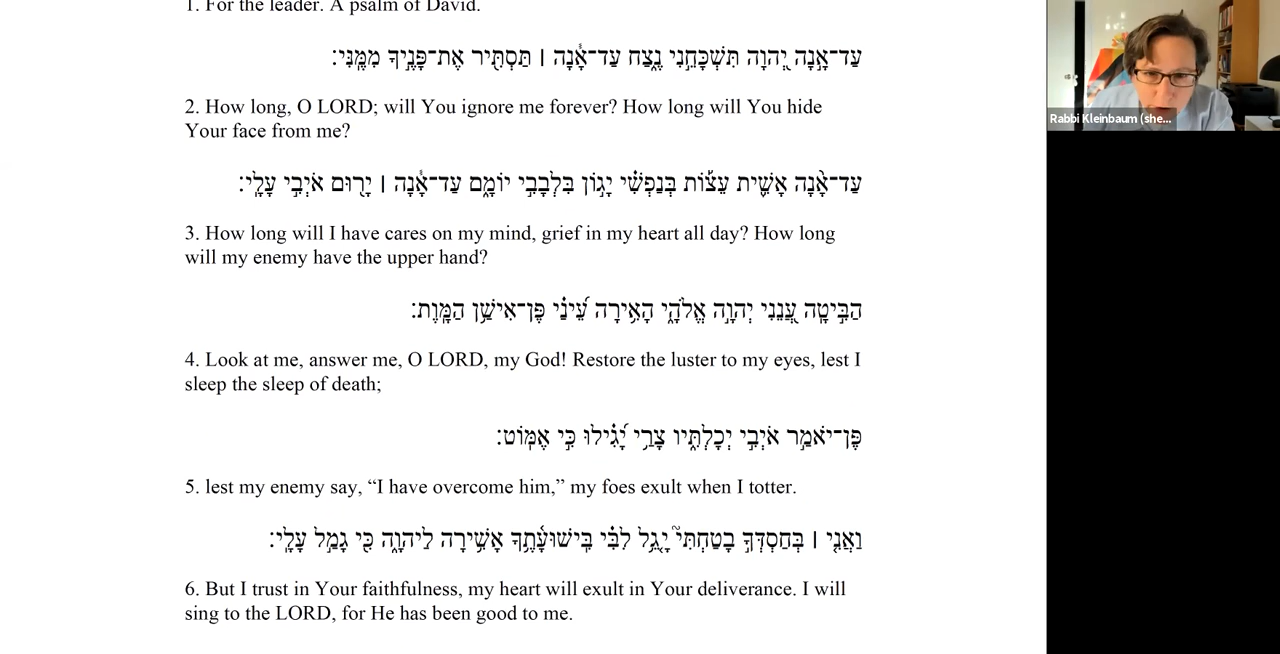 1. For the leader. A psalm of David.
עַד־אָ֣נָה יְ֭הוָה תִּשְׁכָּחֵ֣נִי נֶ֑צַח עַד־אָ֓נָה ׀ תַּסְתִּ֖יר אֶת־פָּנֶ֣יךָ מִמֶּֽנִּי׃
2. How long, O LORD; will You ignore me forever? How long will You hide
Your face from me?
עַד־אָ֨נָה אָשִׁ֪ית עֵצ֡וֹת בְּנַפְשִׁ֗י יָג֣וֹן בִּלְבָבִ֣י יוֹמָ֑ם עַד־אָ֓נָה ׀ יָר֖וּם אֹיְבִ֣י עָלָֽי׃
3. How long will I have cares on my mind, grief in my heart all day? How long
will my enemy have the upper hand?
הַבִּ֣יטָֽה עֲ֭נֵנִי יְהוָ֣ה אֱלֹהָ֑י הָאִ֥ירָה עֵ֝ינַ֗י פֶּן־אִישַׁ֥ן הַמָּֽוֶת׃
4. Look at me, answer me, O LORD, my God! Restore the luster to my eyes, lest I
sleep the sleep of death;
פֶּן־יֹאמַ֣ר אֹיְבִ֣י יְכָלְתִּ֑יו צָרַ֥י יָ֝גִ֗ילוּ כִּ֣י אֶמּֽוֹט׃
5. lest my enemy say, “I have overcome him,” my foes exult when I totter.
וַאֲנִ֤י ׀ בְּחַסְדְּךָ֣ בָטַחְתִּי֮ יָ֤גֵ֥ל לִבִּ֗י בִּֽישׁוּעָ֫תֶ֥ךָ אָשִׁ֥ירָה לַיהוָ֑ה כִּ֖י גָמַ֣ל עָלָֽי׃
6. But I trust in Your faithfulness, my heart will exult in Your deliverance. I will
sing to the LORD, for He has been good to me.
Rabbi Kleinbaum (she...